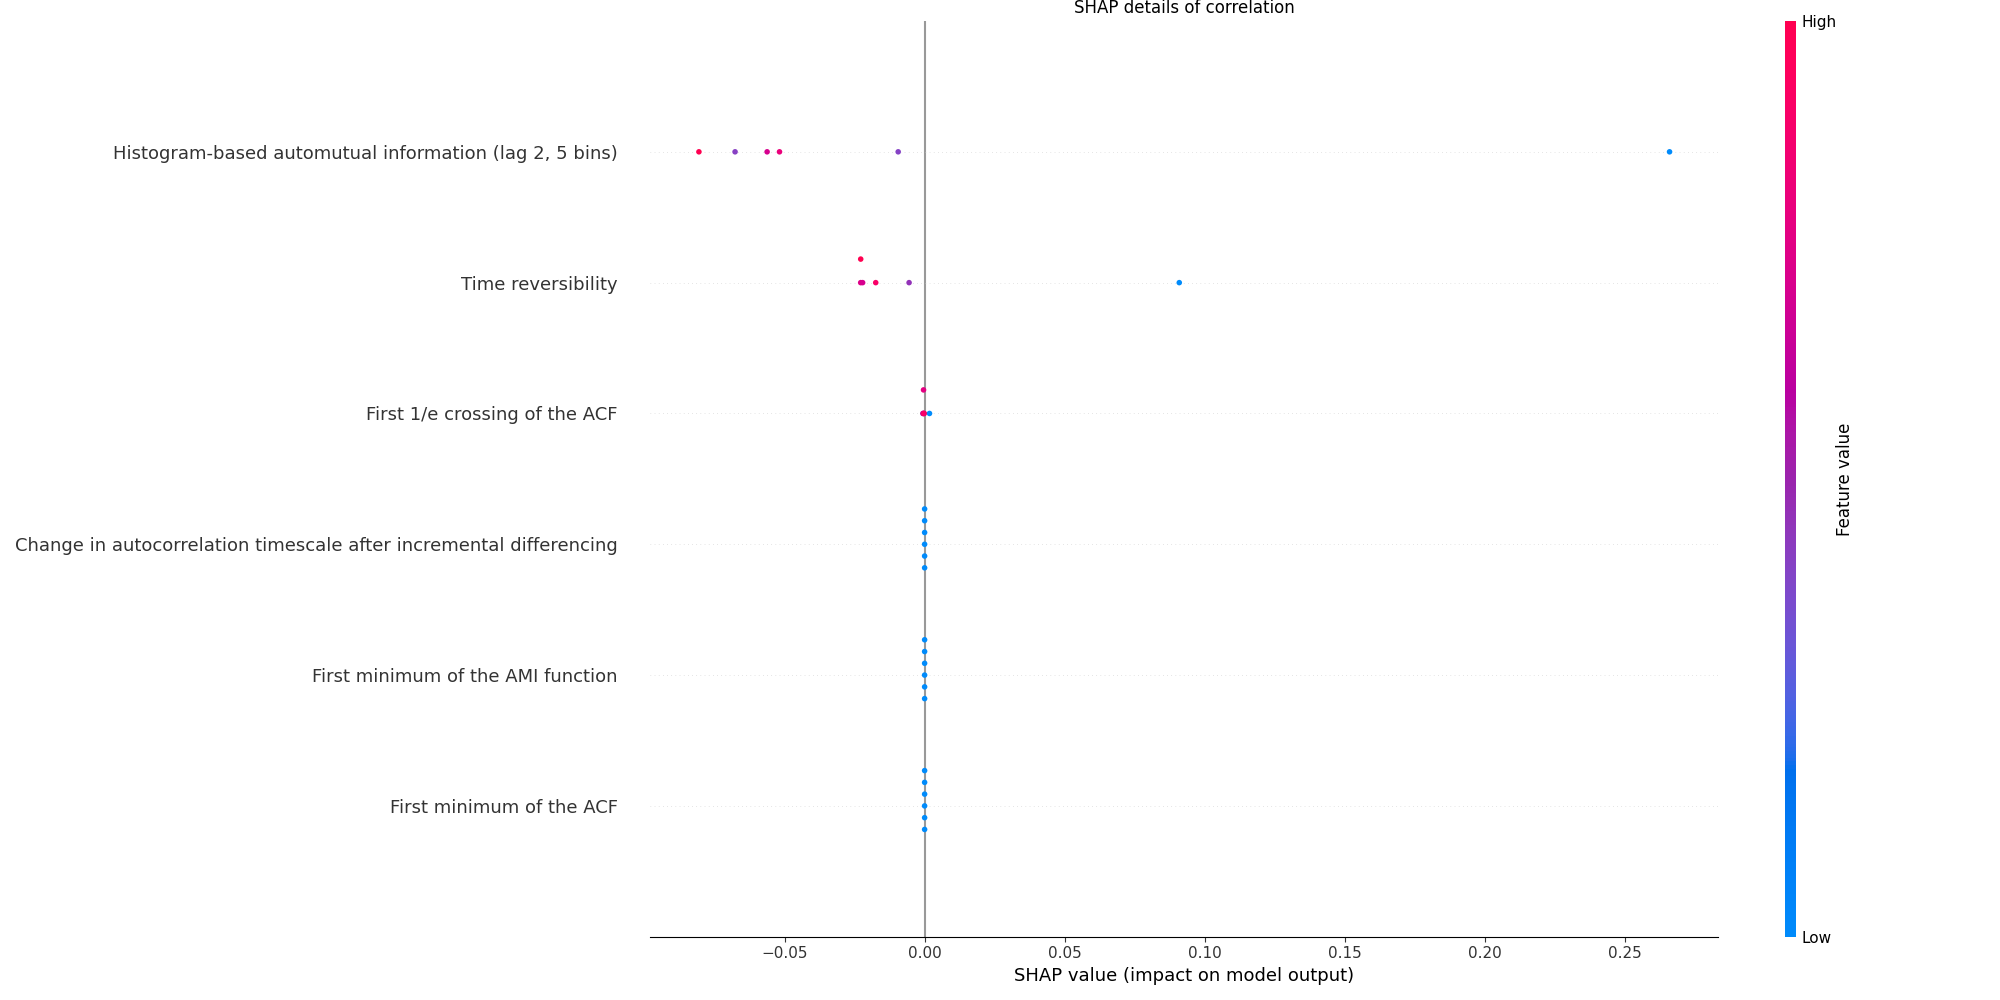 SHAP details of correlation
High
Histogram-based automutual information (lag 2, 5 bins)
Time reversibility
First 1/e crossing of the ACF
Feature value
Change in autocorrelation timescale after incremental differencing
First minimum of the AMI function
First minimum of the ACF
Low
−0.05 0.00 0.05 0.10 0.15 0.20 0.25
SHAP value (impact on model output)